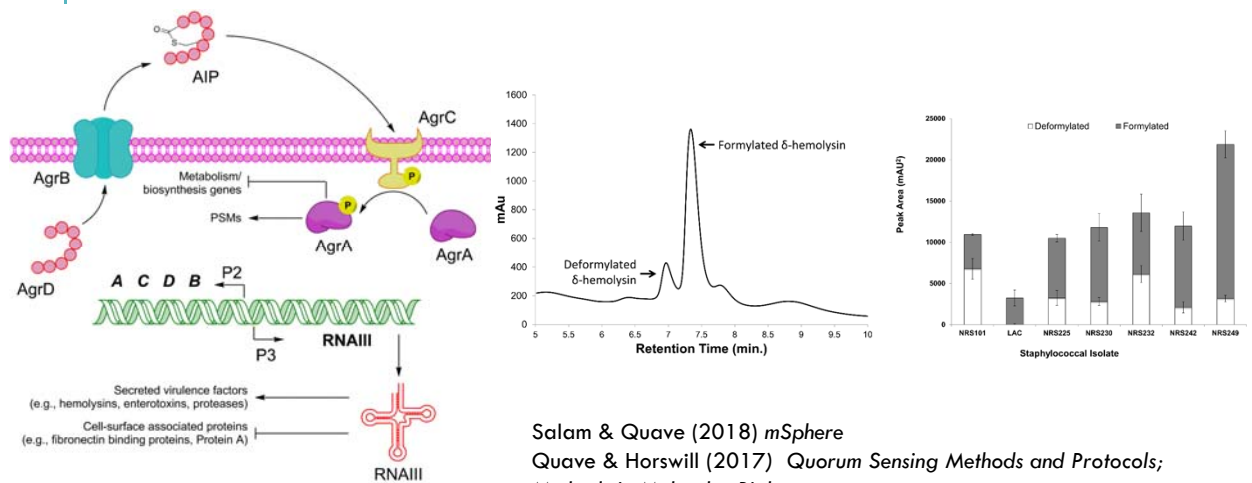 AIP
AgrC
AgrB
P
Metabolism/
biosynthesis genes
P
PSMs
AgrA
AgrA
AgrD
A C D B
P2
RNAIII
P3
Secreted virulence factors
(e.g., hemolysins, enterotoxins, proteases)
Cell-surface associated proteins
(e.g., fibronectin binding proteins, Protein A)
RNAIII
O
S
1600
1400
1200
1000
800
600
400
200
0
mAu
Formylated δ-hemolysin
Deformylated
δ-hemolysin
5 5.5 6 6.5 7 7.5 8 8.5 9 9.5 10
Retention Time (min.)
Deformylated Formylated
25000
20000
15000
10000
5000
0
Peak Area (mAU²)
NRS101 LAC NRS225 NRS230 NRS232 NRS242 NRS249
Staphylococcal Isolate
Salam & Quave (2018) mSphere
Quave & Horswill (2017) Quorum Sensing Methods and Protocols;